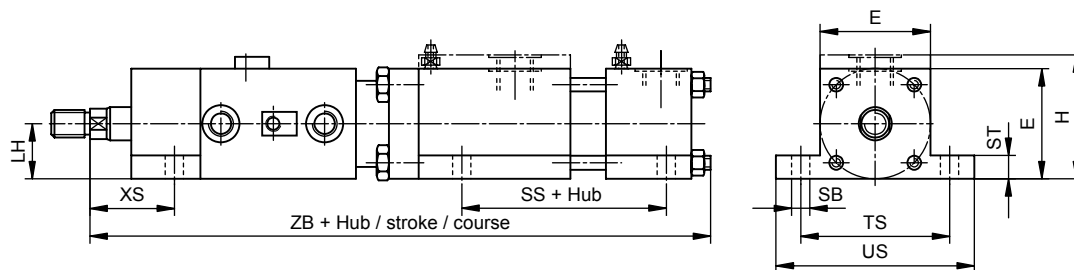 LH
XS
SS + Hub
ZB + Hub / stroke / course
E
E
H
ST
SB
TS
US